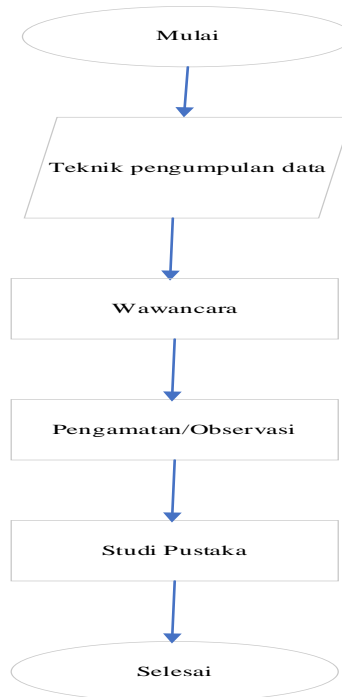 Mulai
Teknik pengumpulan data
Wawancara
Pengamatan/Observasi
Studi Pustaka
Selesai